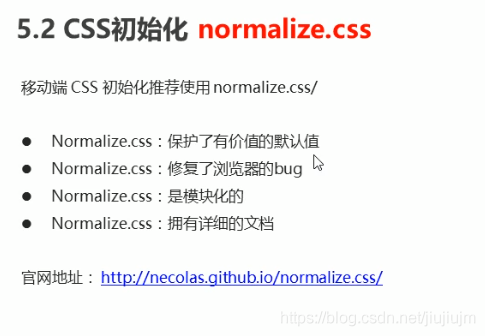 5.2 CSS初始化 normalize.css
移动端 CSS 初始化推荐使用 normalize.css/
● Normalize.css：保护了有价值的默认值
● Normalize.css：修复了浏览器的bug
● Normalize.css：是模块化的
● Normalize.css：拥有详细的文档
官网地址： http://necolas.github.io/normalize.css/
https://blog.csdn.net/jiujiujm